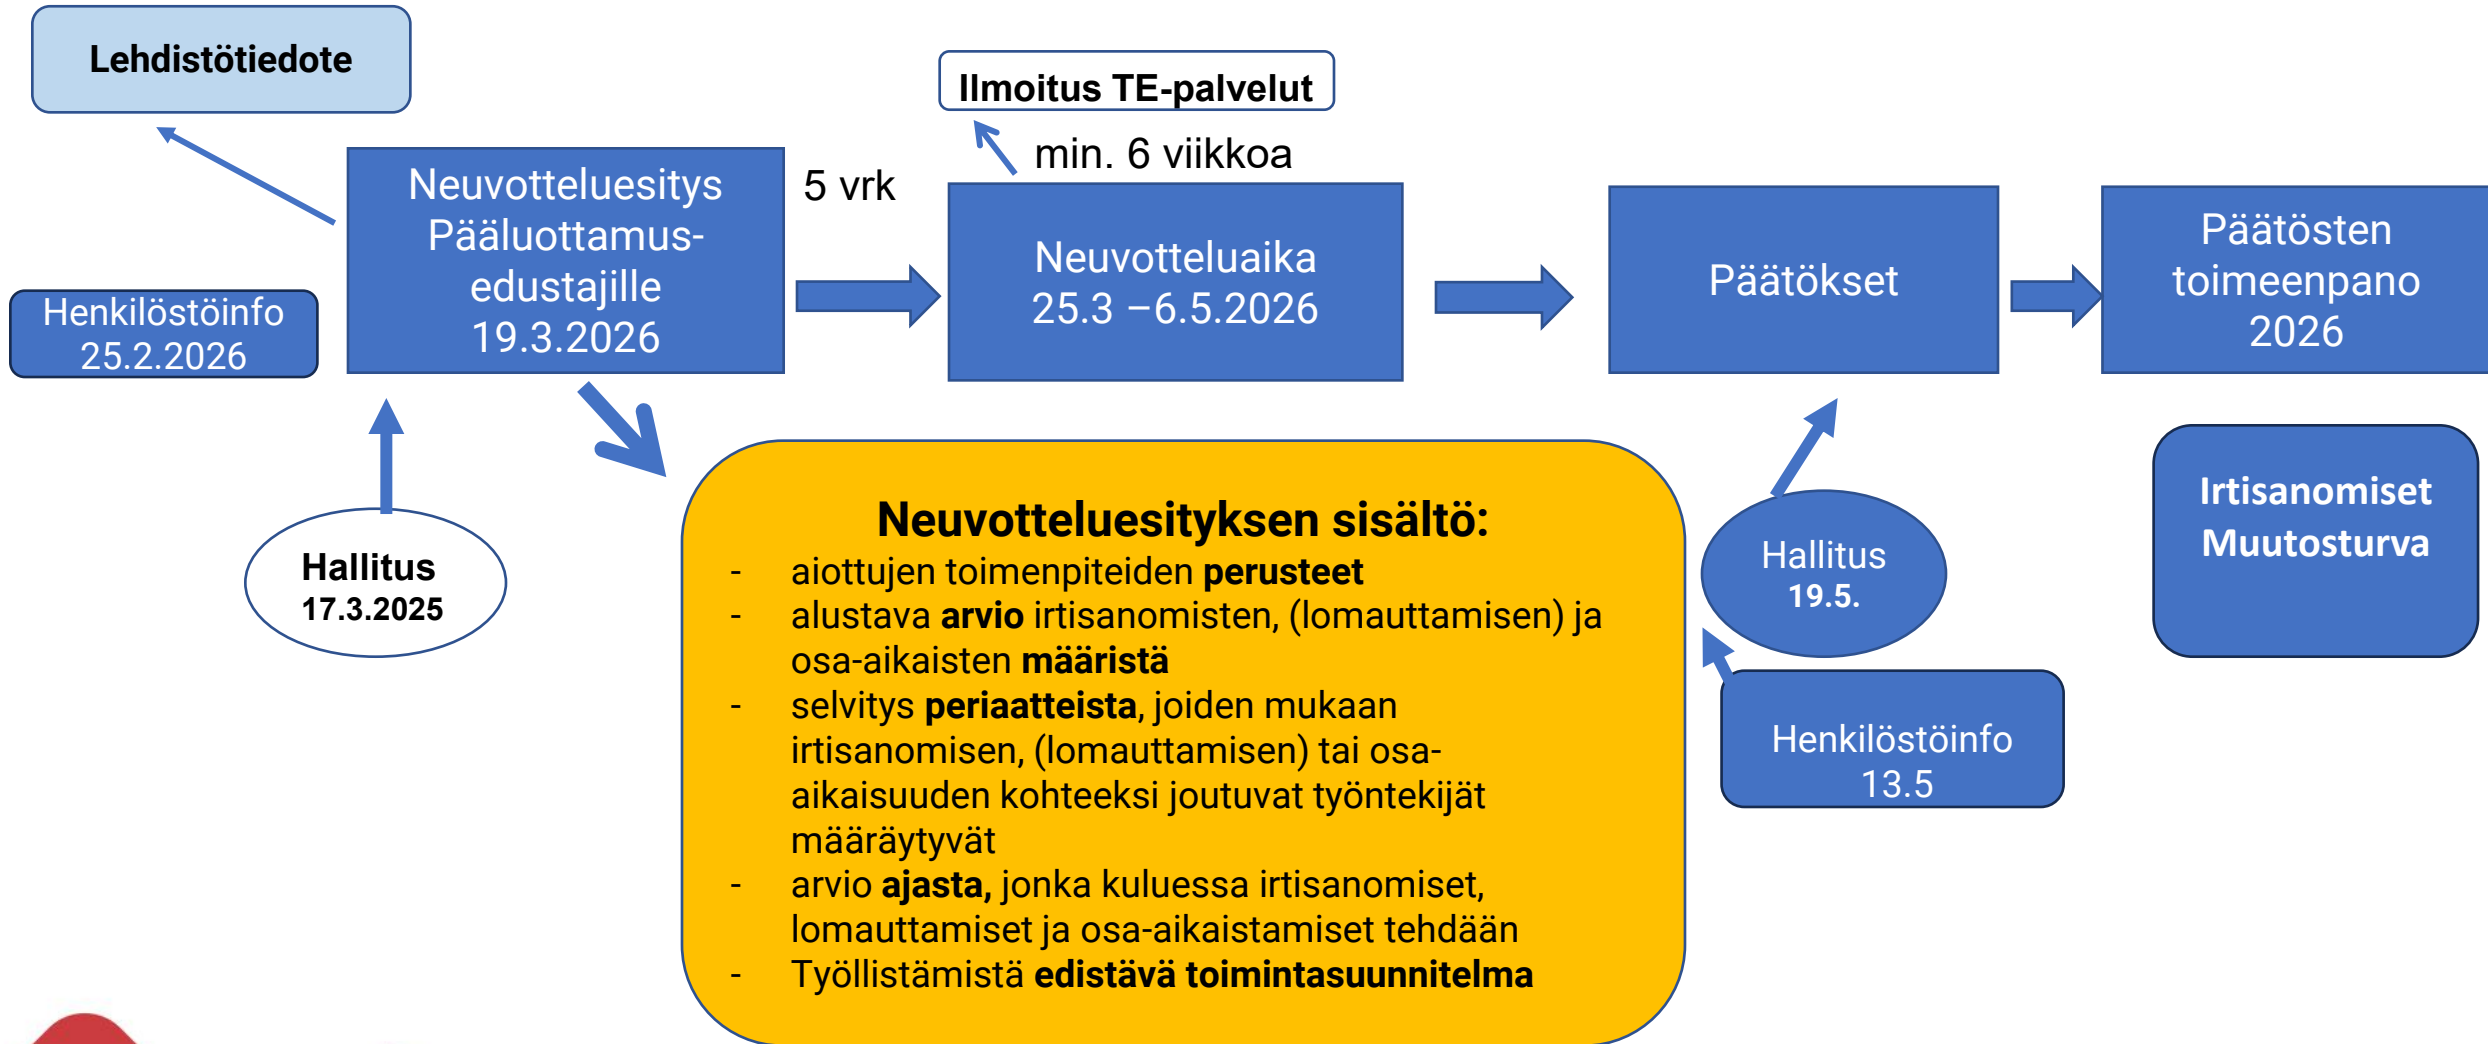 Lehdistötiedote
Ilmoitus TE-palvelut
min. 6 viikkoa
5 vrk
Henkilöstöinfo
25.2.2026
Neuvotteluesitys
Pääluottamus-
edustajille
19.3.2026
Neuvotteluaika
25.3 –6.5.2026
Päätökset
Päätösten
toimeenpano
2026
Hallitus
17.3.2025
Neuvotteluesityksen sisältö:
- aiottujen toimenpiteiden perusteet
- alustava arvio irtisanomisten, (lomauttamisen) ja
osa-aikaisten määristä
- selvitys periaatteista, joiden mukaan
irtisanomisen, (lomauttamisen) tai osa-
aikaisuuden kohteeksi joutuvat työntekijät
määräytyvät
- arvio ajasta, jonka kuluessa irtisanomiset,
lomauttamiset ja osa-aikaistamiset tehdään
- Työllistämistä edistävä toimintasuunnitelma
Hallitus
19.5.
Henkilöstöinfo
13.5
Irtisanomiset
Muutosturva